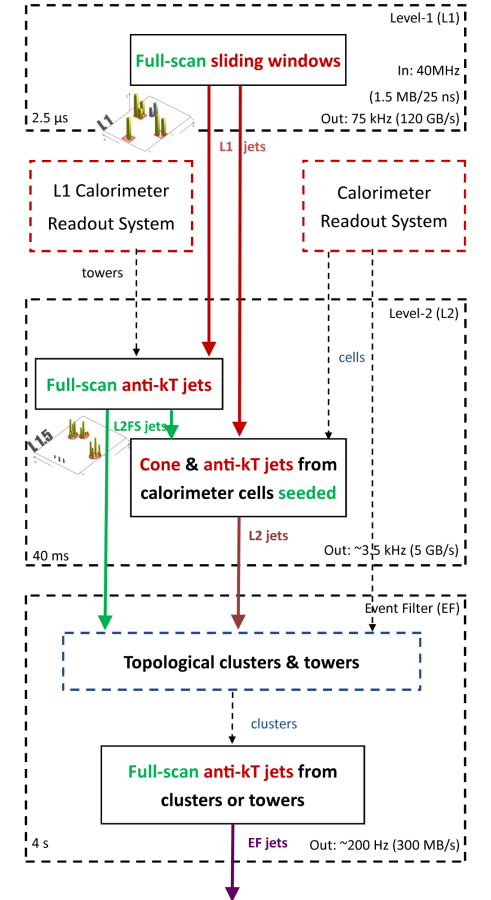 Level-1 (L1)
Full-scan sliding windows
In: 40MHz
(1.5 MB/25 ns)
2.5 µs
Out: 75 kHz (120 GB/s)
L1
L1 jets
L1 Calorimeter
Readout System
Calorimeter
Readout System
towers
Level-2 (L2)
cells
Full-scan anti-kT jets
L2FS jets
L1.5
Cone & anti-kT jets from
calorimeter cells seeded
L2 jets
40 ms
Out: ~3.5 kHz (5 GB/s)
Event Filter (EF)
Topological clusters & towers
clusters
Full-scan anti-kT jets from
clusters or towers
4 s
EF jets
Out: ~200 Hz (300 MB/s)